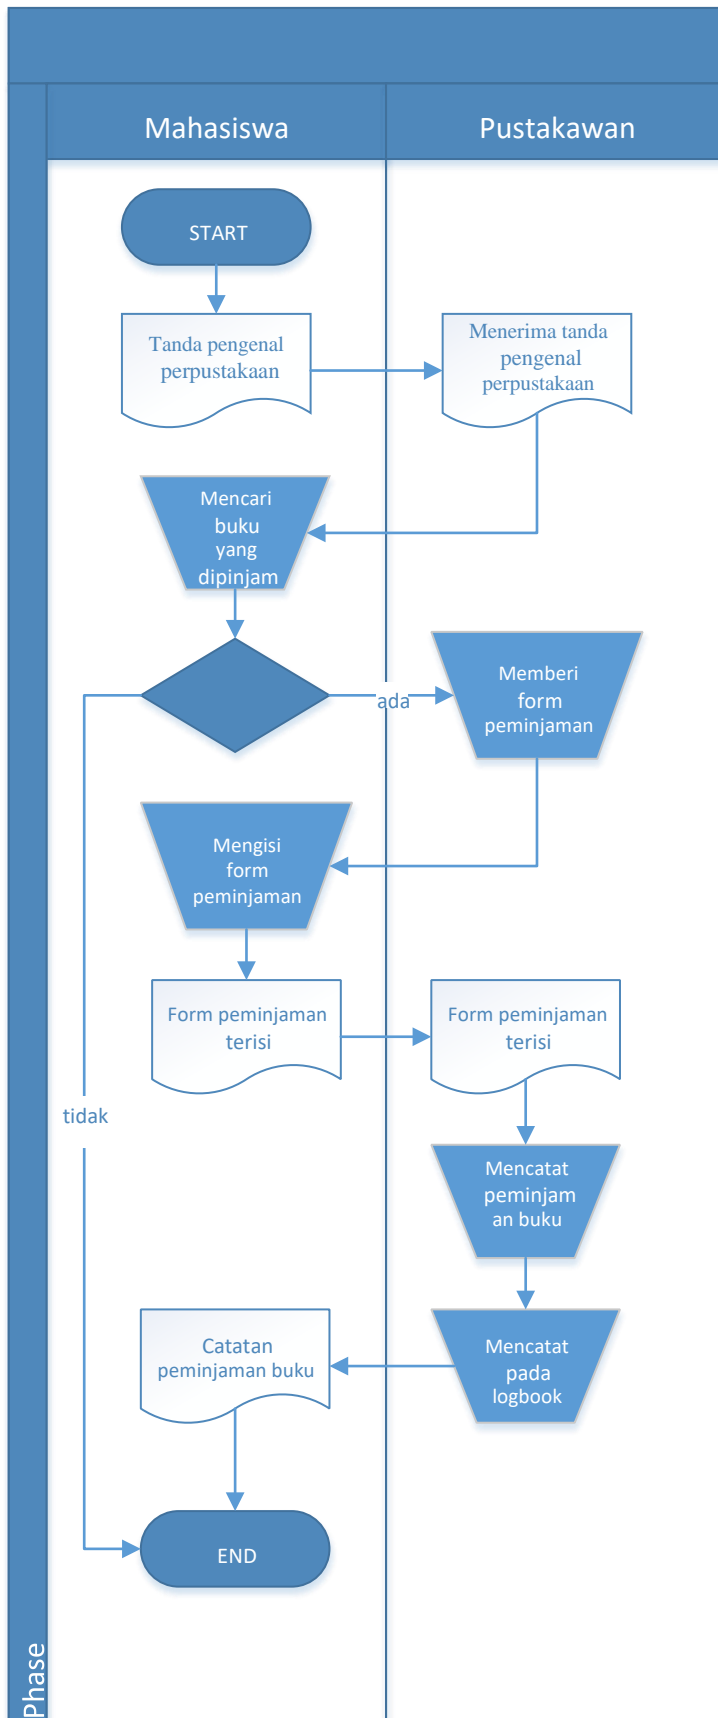 Mahasiswa
Pustakawan
START
Tanda pengenal
perpustakaan
Menerima tanda
pengenal
perpustakaan
Mencari
buku
yang
dipinjam
ada
Memberi
form
peminjaman
Mengisi
form
peminjaman
Form peminjaman
terisi
Form peminjaman
terisi
tidak
Mencatat
peminjam
an buku
Mencatat
pada
logbook
Catatan
peminjaman buku
END
Phase